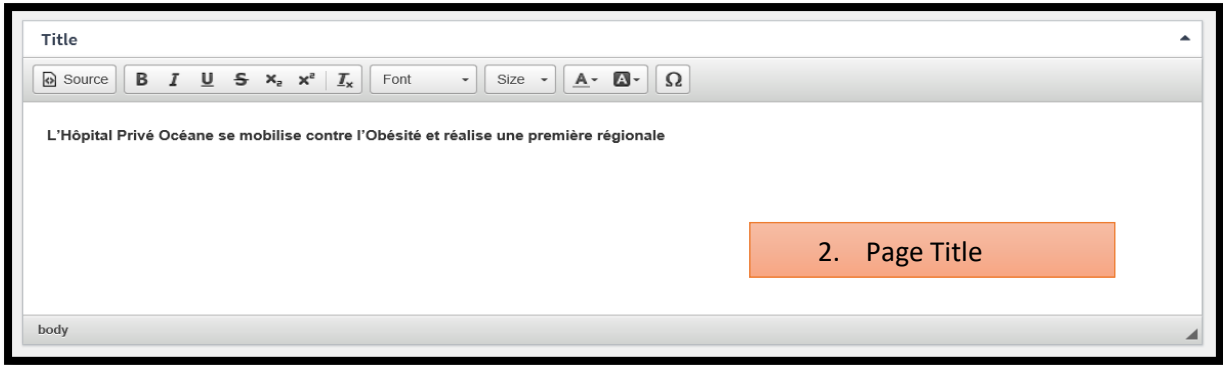 Title
Source B I U S x₂ x² Tx Font Size A A Ω
L’Hôpital Privé Océane se mobilise contre l’Obésité et réalise une première régionale
2. Page Title
body